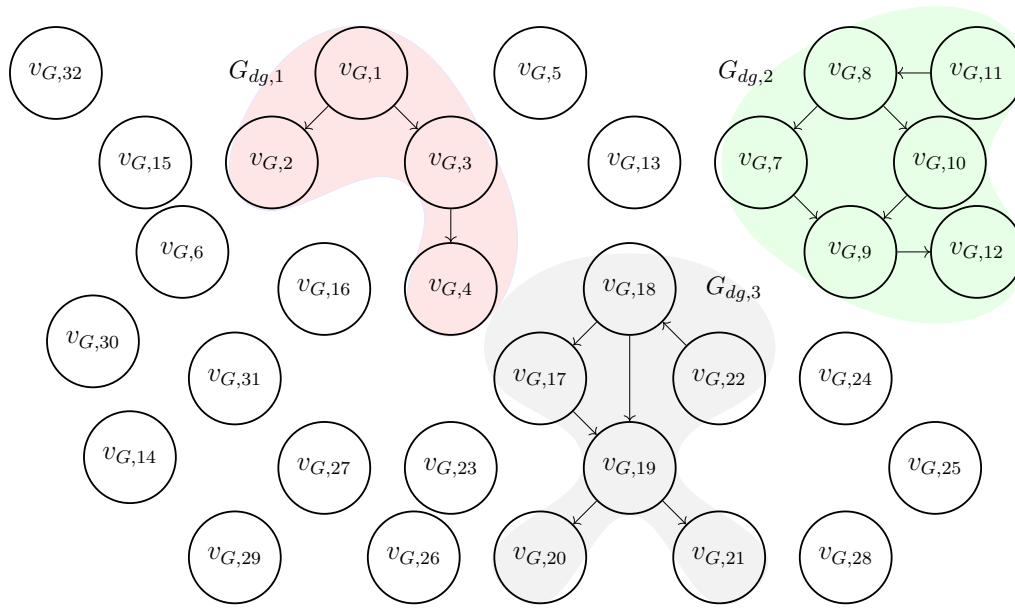 v_{G,32}
G_{dg,1}
v_{G,1}
v_{G,5}
G_{dg,2}
v_{G,8}
v_{G,11}
v_{G,15}
v_{G,2}
v_{G,3}
v_{G,13}
v_{G,7}
v_{G,10}
v_{G,6}
v_{G,9}
v_{G,12}
v_{G,16}
v_{G,4}
v_{G,18}
G_{dg,3}
v_{G,30}
v_{G,31}
v_{G,17}
v_{G,22}
v_{G,24}
v_{G,14}
v_{G,27}
v_{G,23}
v_{G,19}
v_{G,25}
v_{G,29}
v_{G,26}
v_{G,20}
v_{G,21}
v_{G,28}